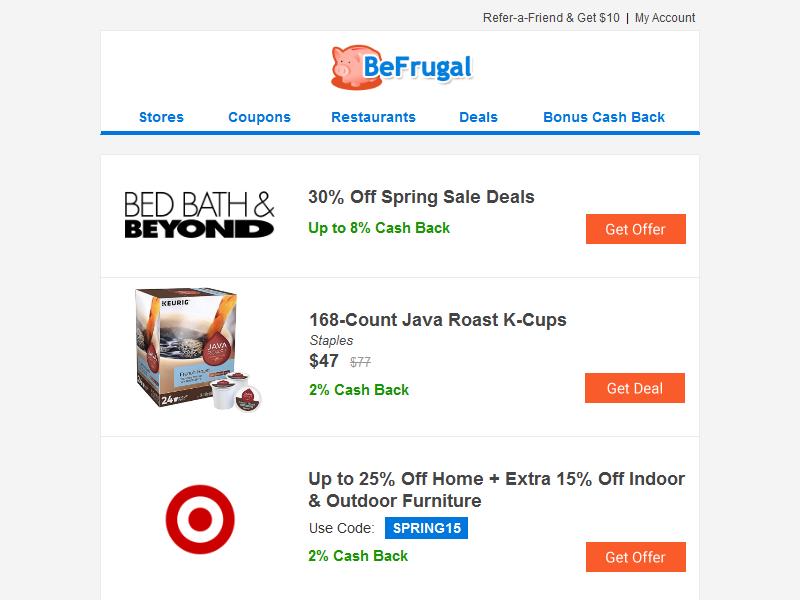 Refer-a-Friend & Get $10 | My Account
BeFrugal
Stores Coupons Restaurants Deals Bonus Cash Back
BED BATH &
BEYOND
30% Off Spring Sale Deals
Up to 8% Cash Back
Get Offer
KEURIG
JAVA
ROAST
French Roast
24
168-Count Java Roast K-Cups
Staples
$47 $77
2% Cash Back
Get Deal
Up to 25% Off Home + Extra 15% Off Indoor
& Outdoor Furniture
Use Code: SPRING15
2% Cash Back
Get Offer